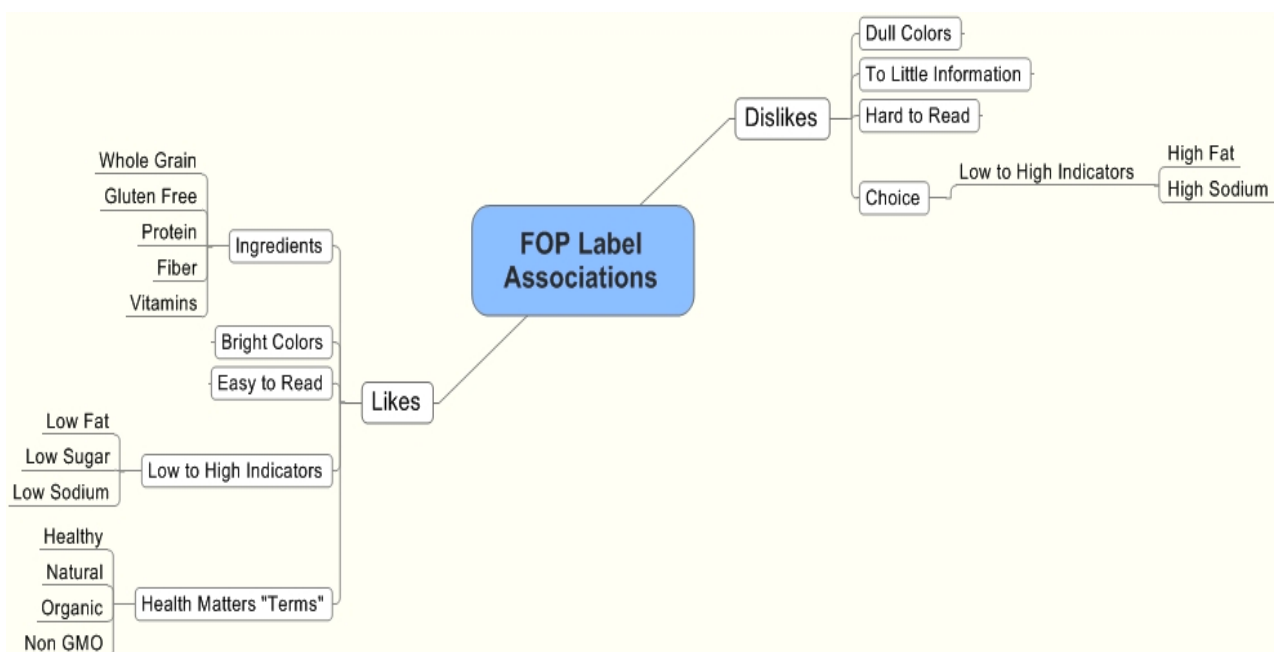 FOP Label
Associations
Dislikes
Dull Colors
To Little Information
Hard to Read
Choice
Low to High Indicators
High Fat
High Sodium
Likes
Ingredients
Whole Grain
Gluten Free
Protein
Fiber
Vitamins
Bright Colors
Easy to Read
Low to High Indicators
Low Fat
Low Sugar
Low Sodium
Health Matters "Terms"
Healthy
Natural
Organic
Non GMO